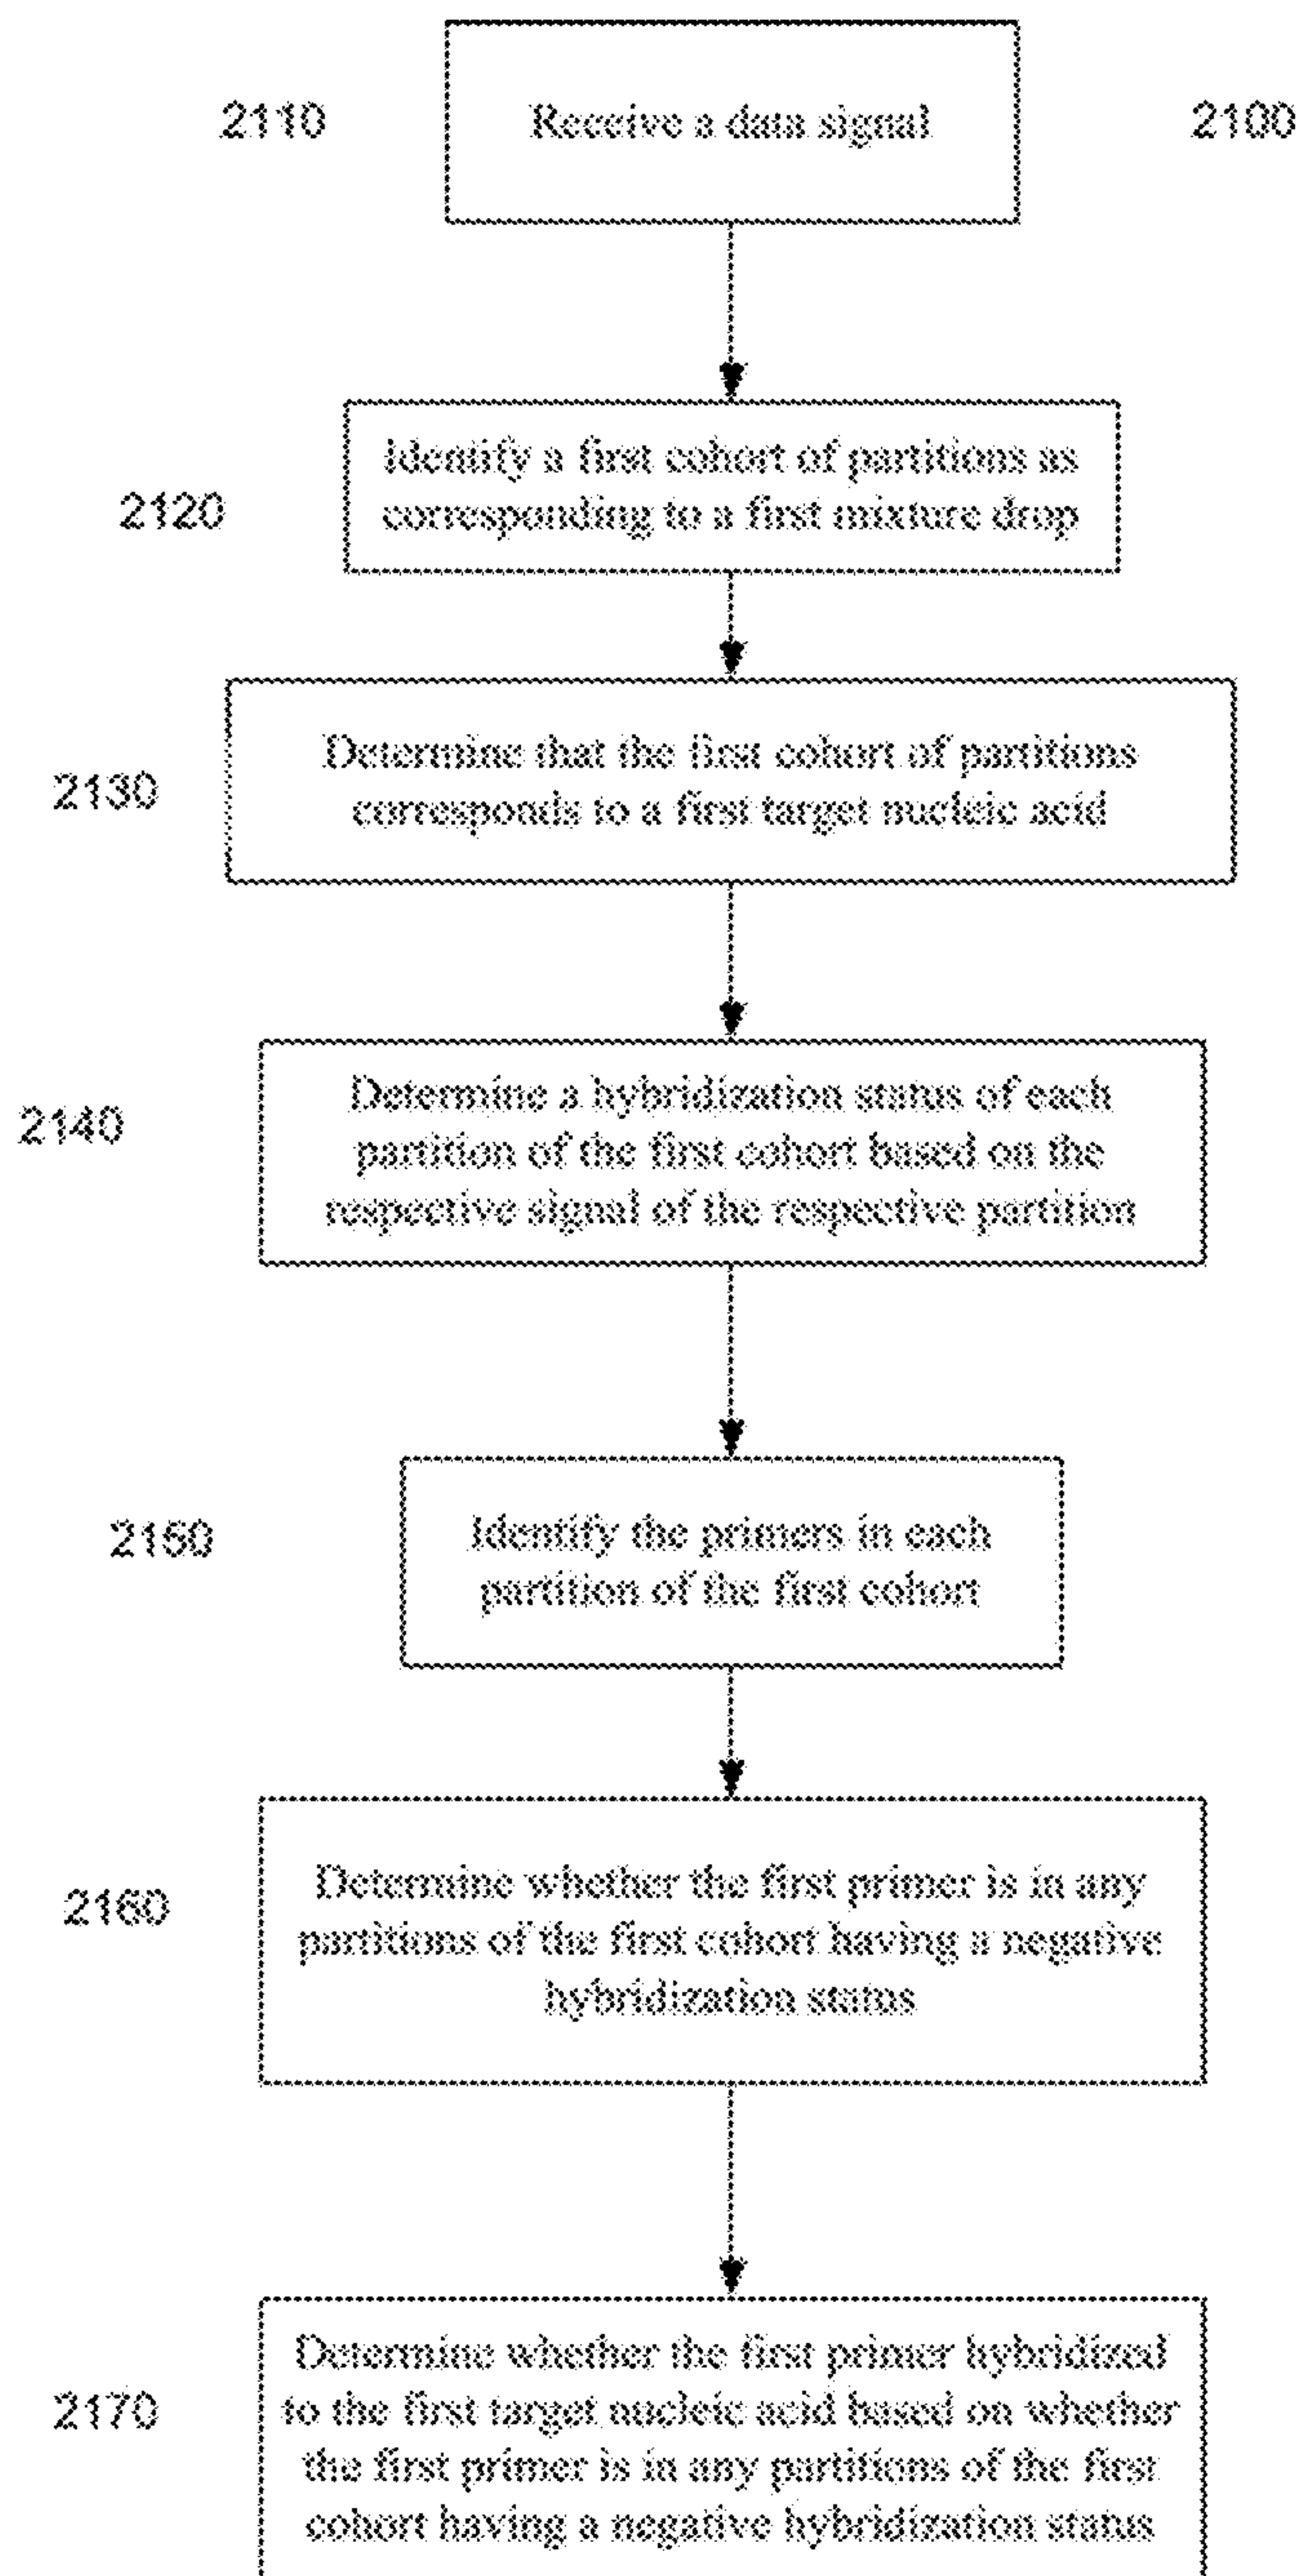 2110
Receive a data signal
2100
2120
Identify a first cohort of partitions as
corresponding to a first mixture drop
2130
Determine that the first cohort of partitions
corresponds to a first target nucleic acid
2140
Determine a hybridization status of each
partition of the first cohort based on the
respective signal of the respective partition
2150
Identify the primers in each
partition of the first cohort
2160
Determine whether the first primer is in any
partitions of the first cohort having a negative
hybridization status
2170
Determine whether the first primer hybridized
to the first target nucleic acid based on whether
the first primer is in any partitions of the first
cohort having a negative hybridization status